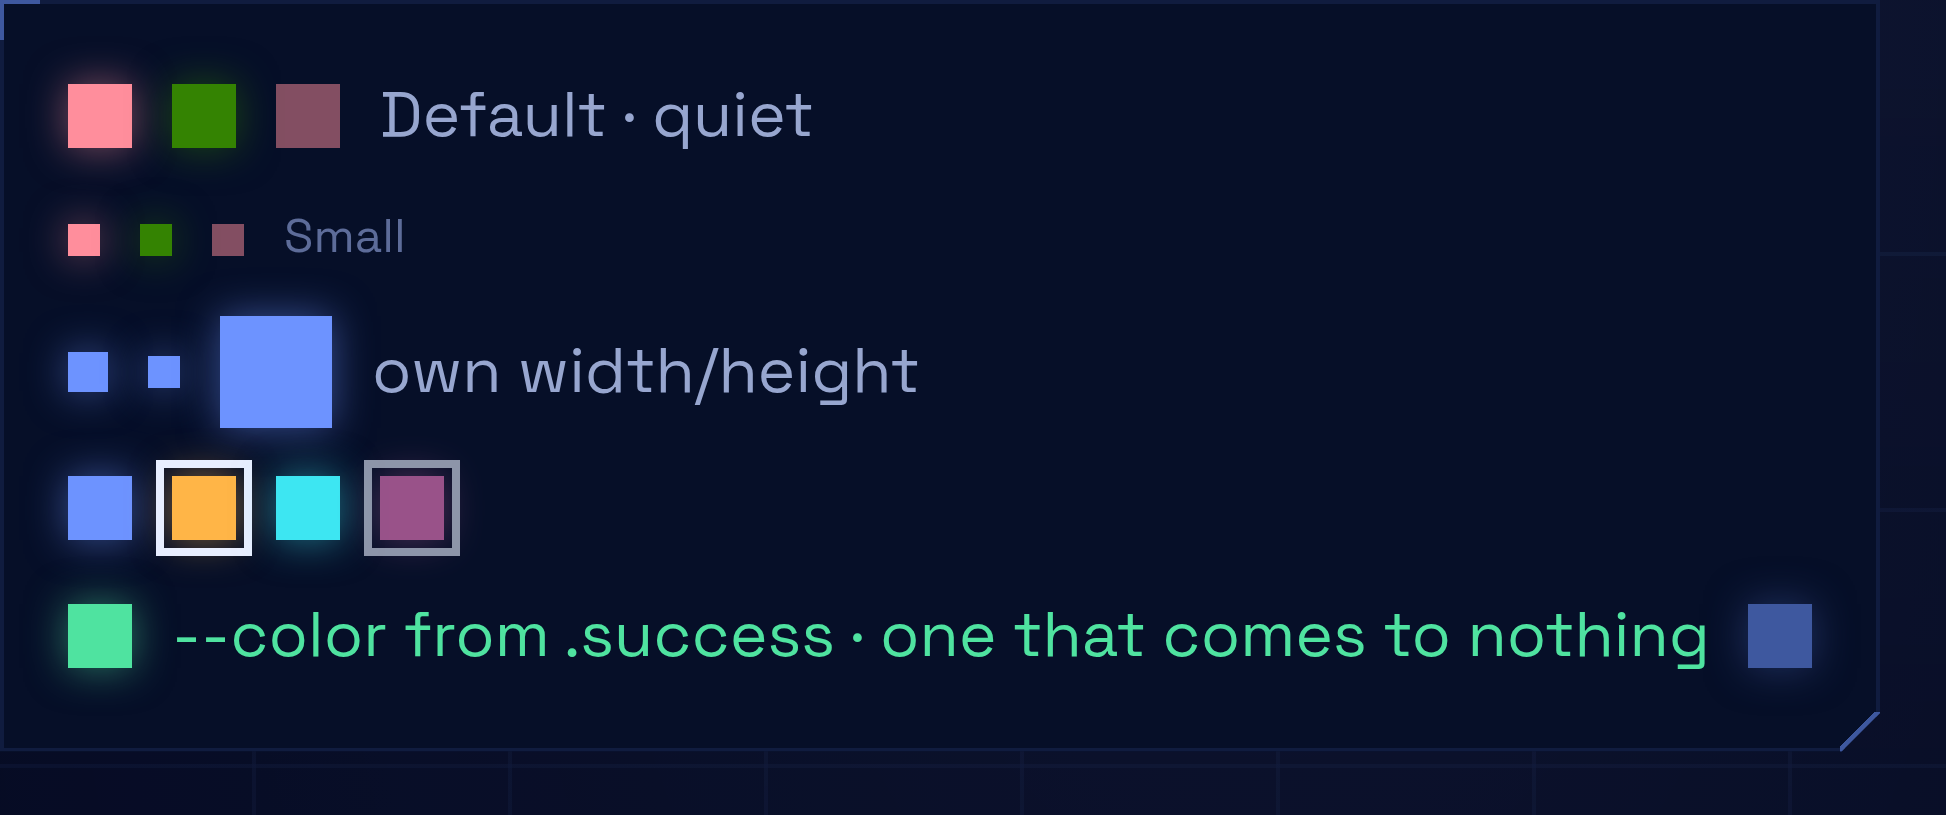 Default · quiet
Small
own width/height
--color from .success · one that comes to nothing